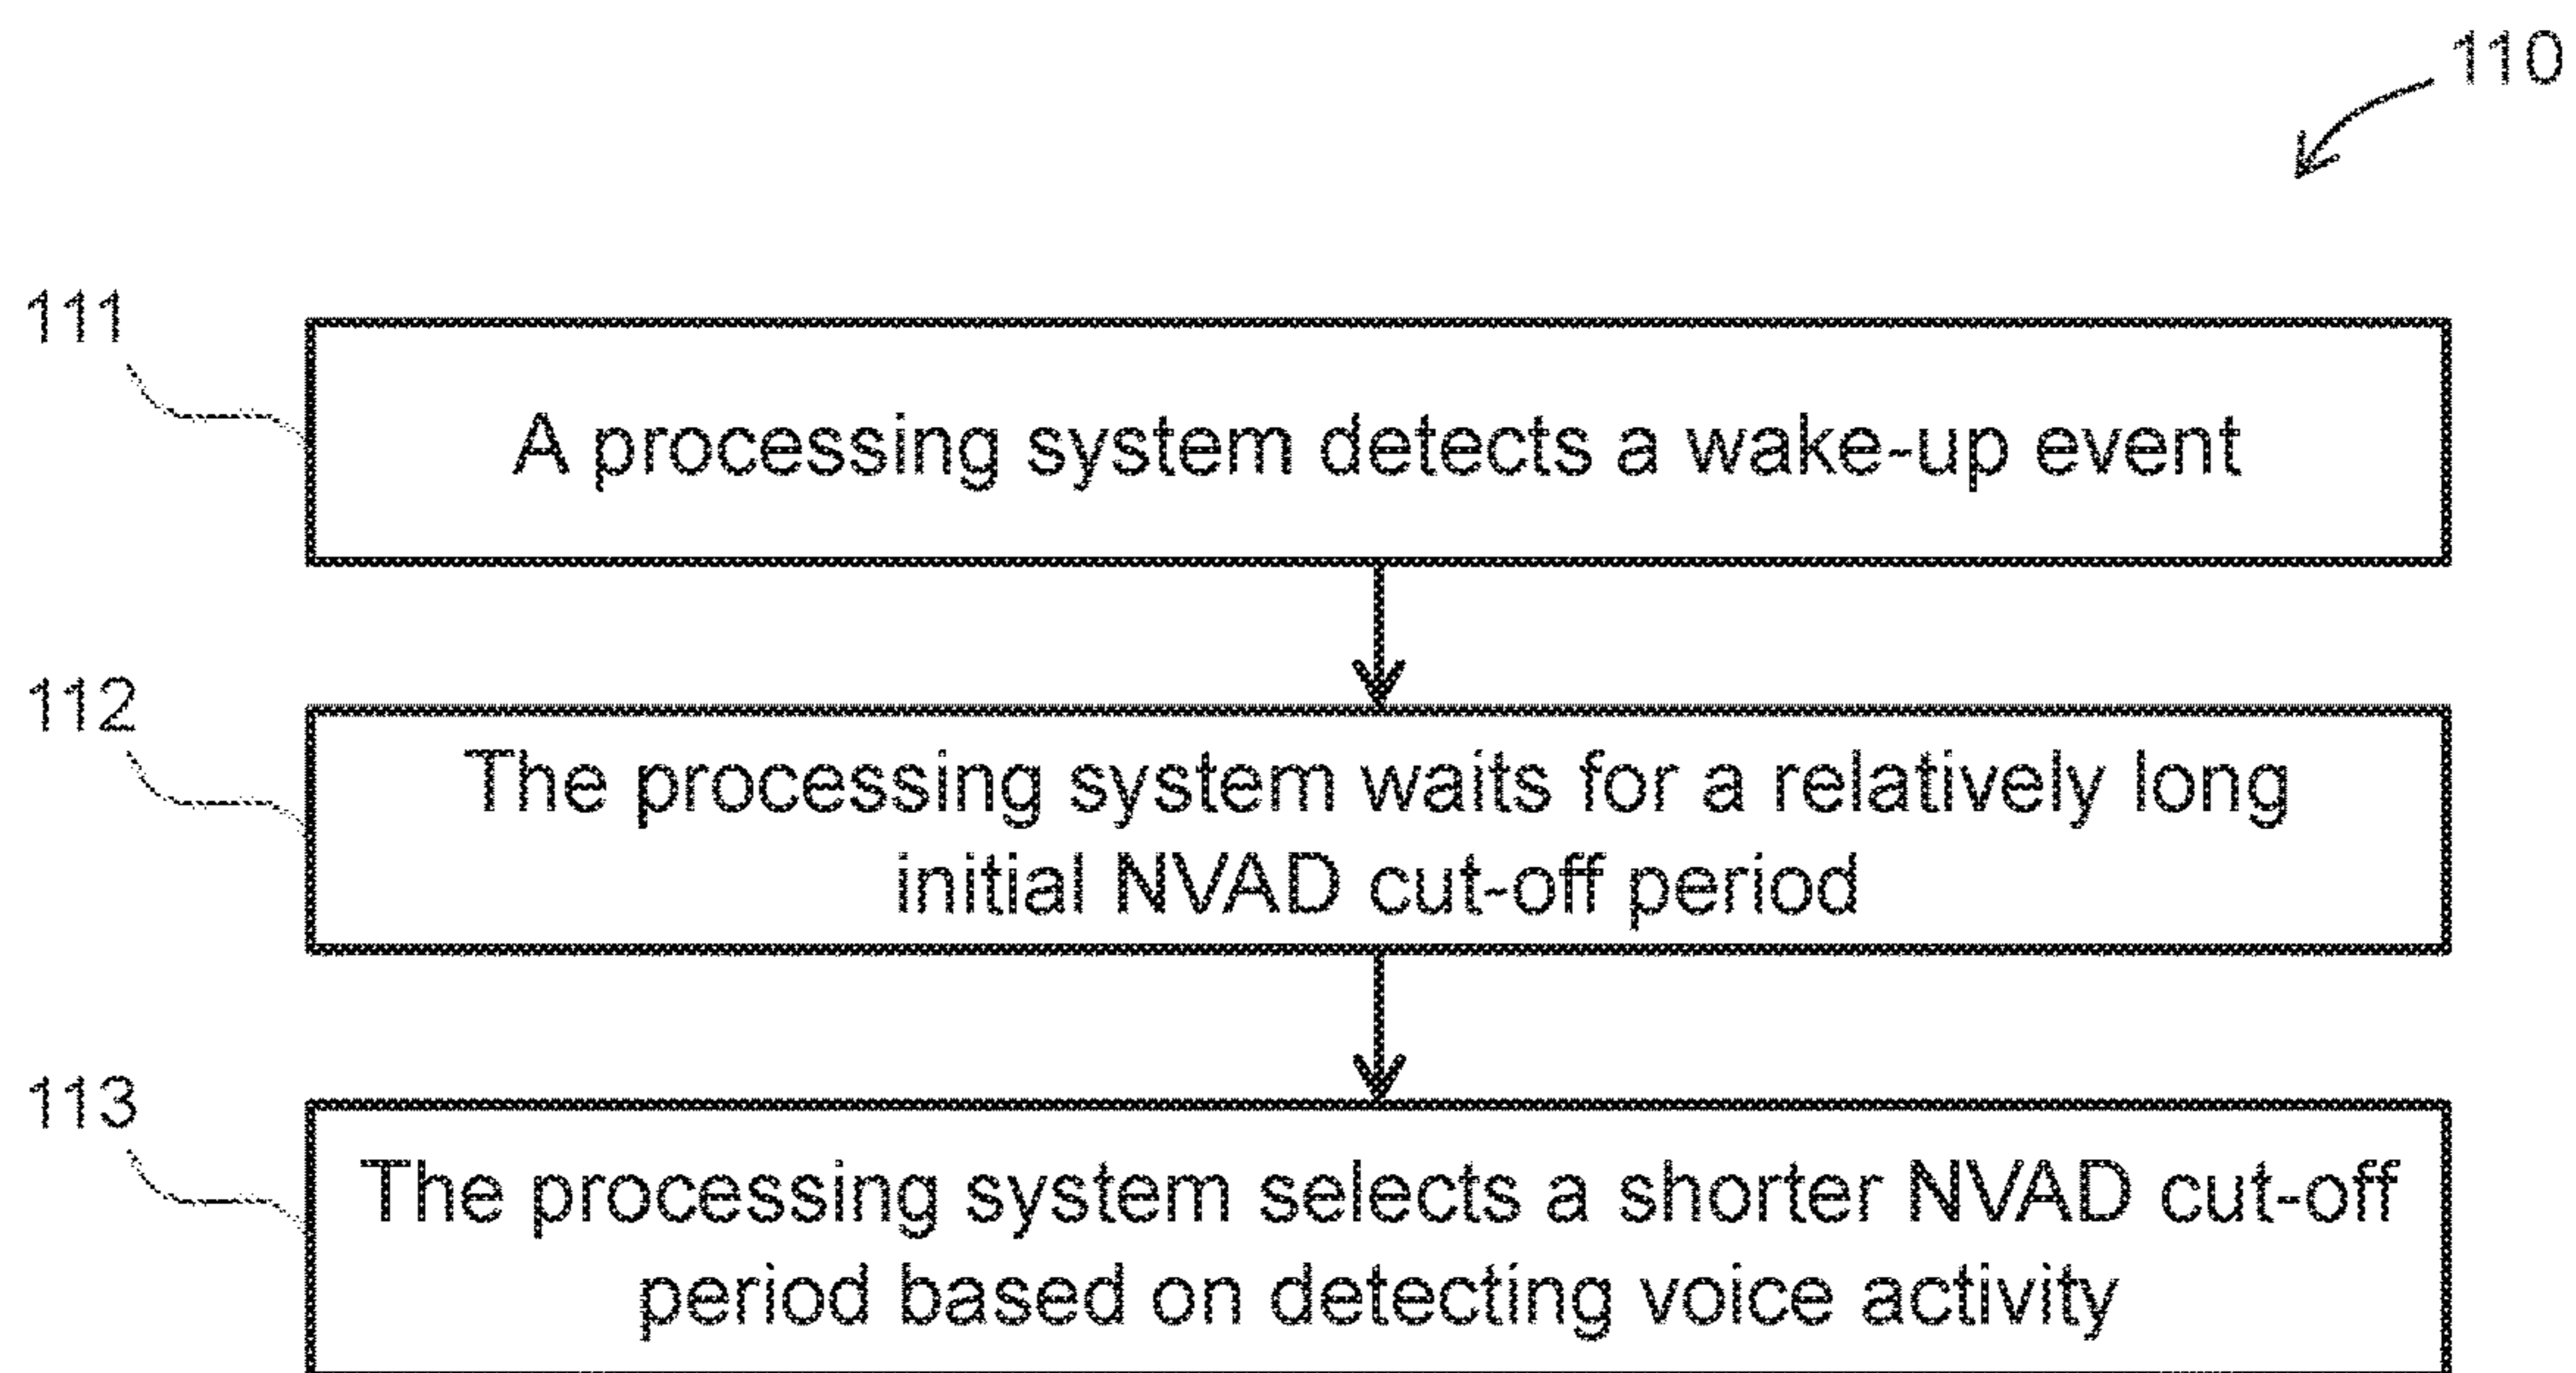 110
111
A processing system detects a wake-up event
112
The processing system waits for a relatively long
initial NVAD cut-off period
113
The processing system selects a shorter NVAD cut-off
period based on detecting voice activity